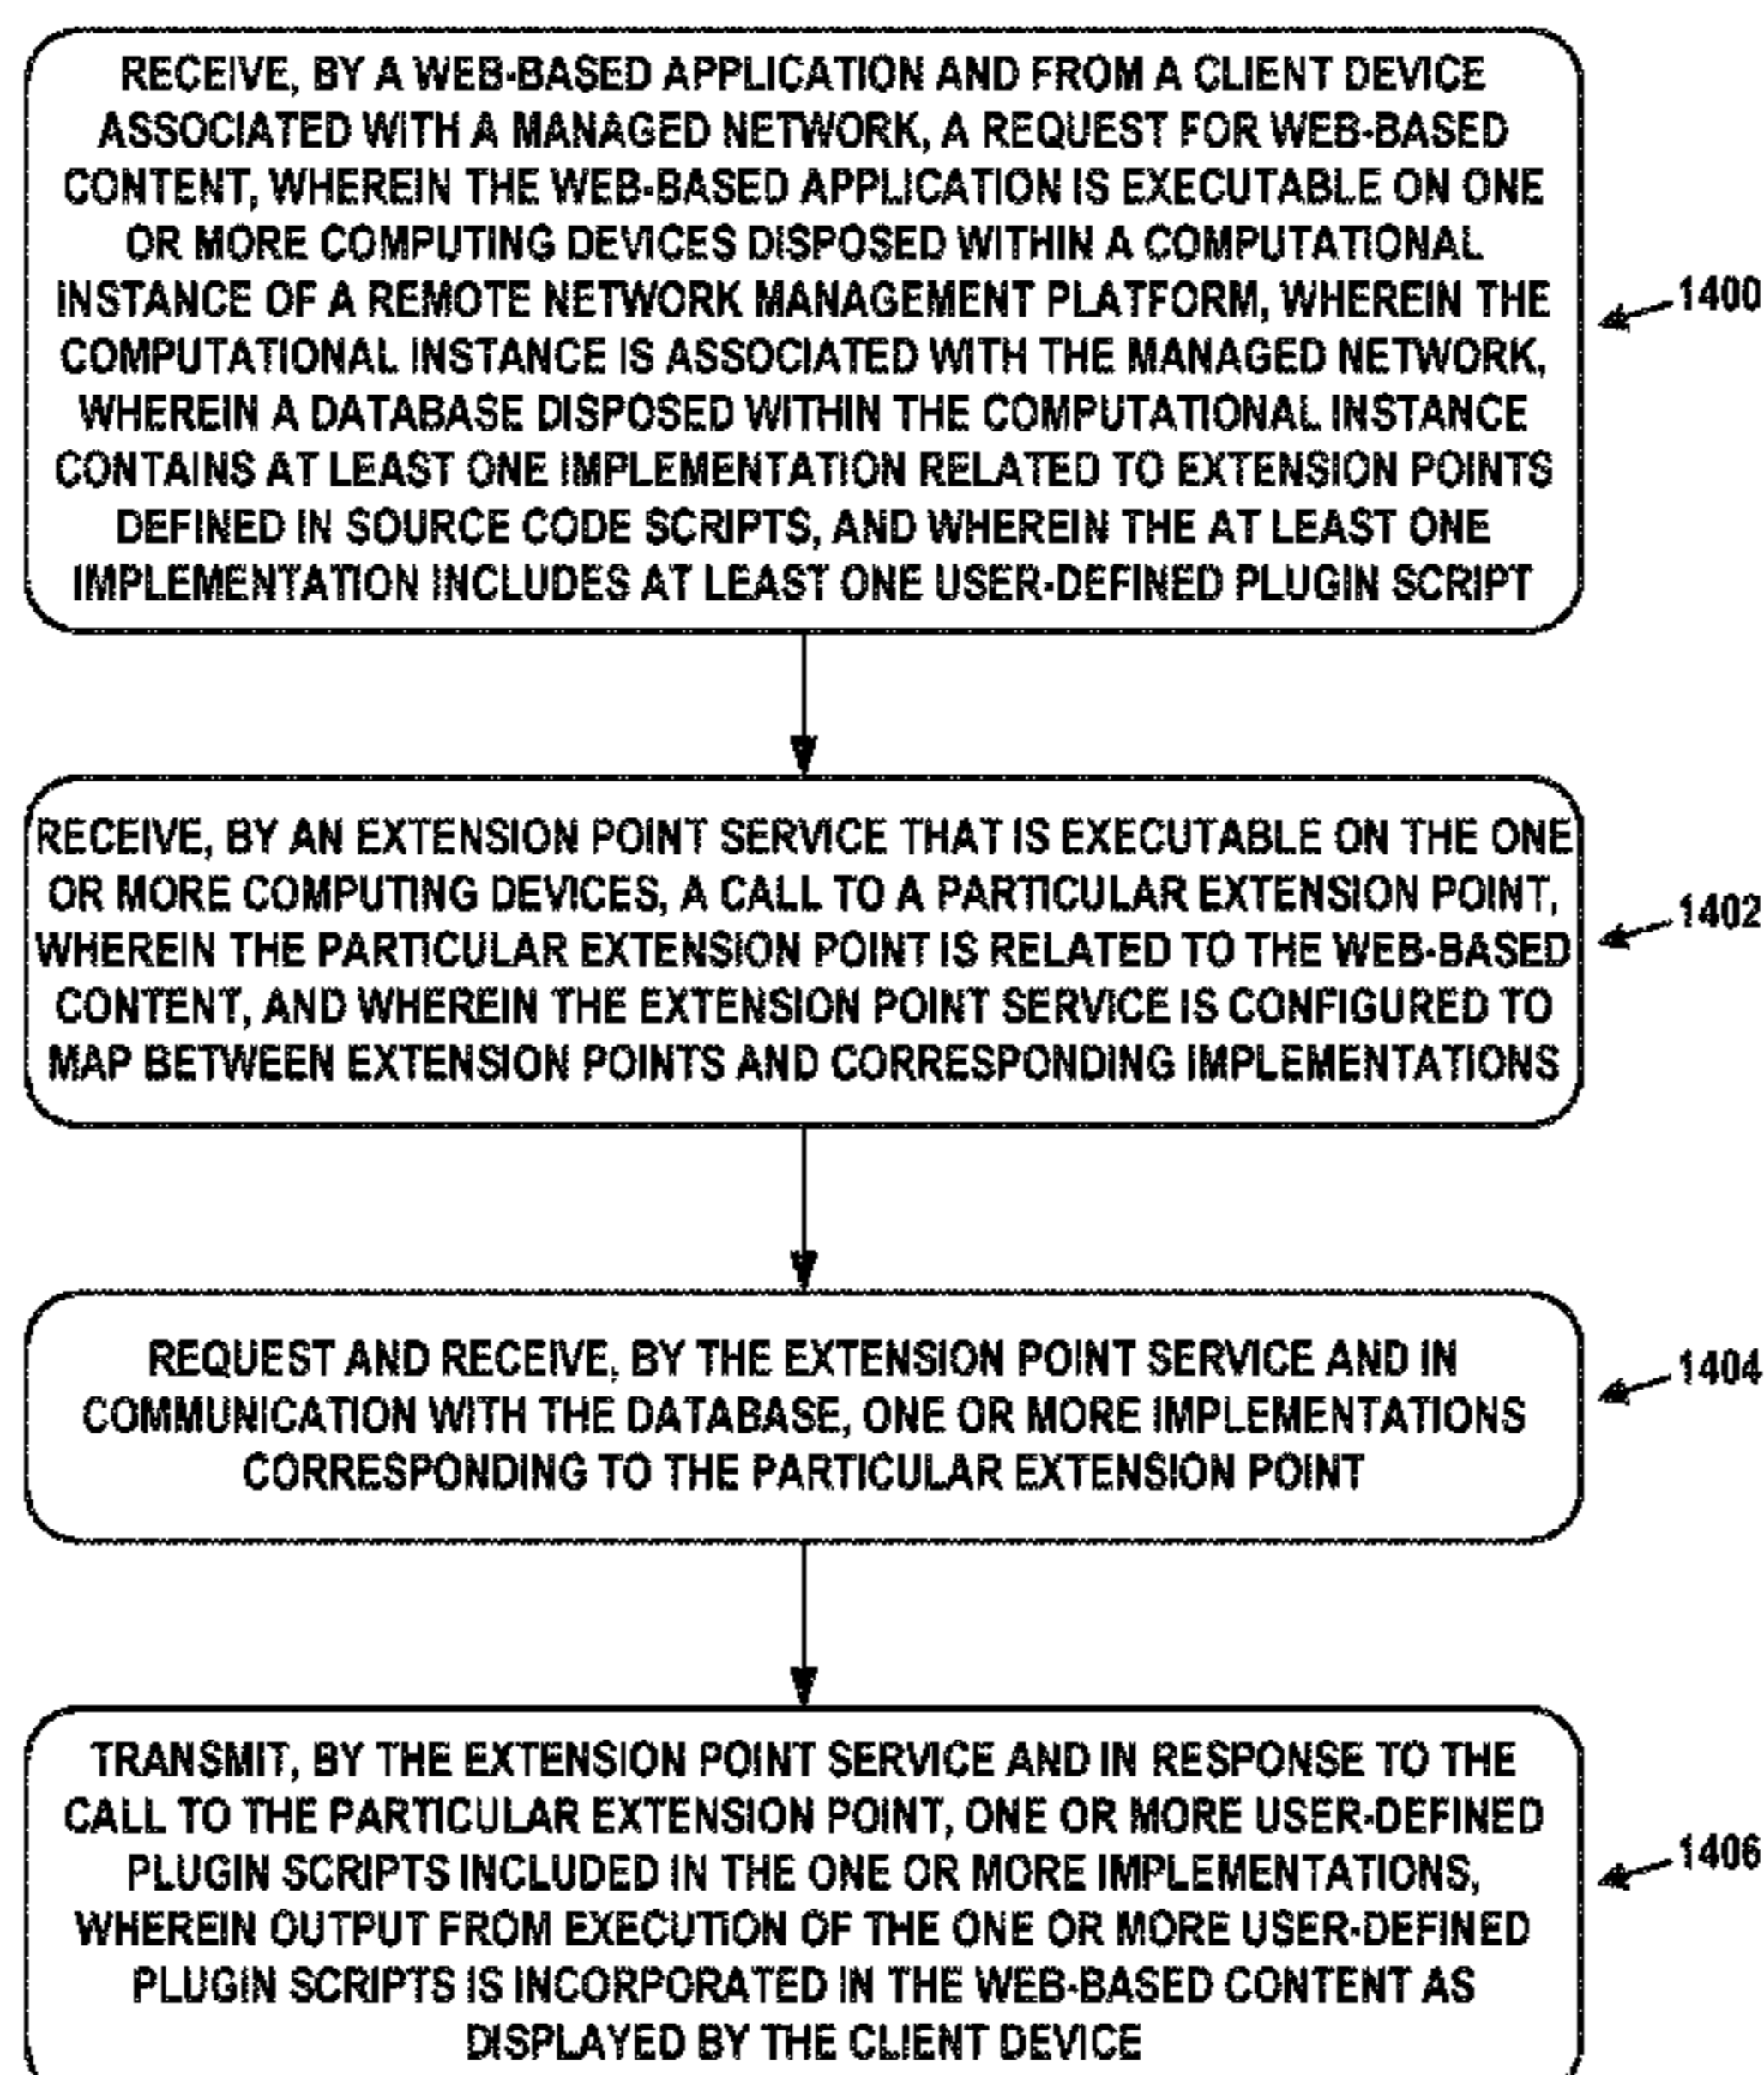 RECEIVE, BY A WEB-BASED APPLICATION AND FROM A CLIENT DEVICE
ASSOCIATED WITH A MANAGED NETWORK, A REQUEST FOR WEB-BASED
CONTENT, WHEREIN THE WEB-BASED APPLICATION IS EXECUTABLE ON ONE
OR MORE COMPUTING DEVICES DISPOSED WITHIN A COMPUTATIONAL
INSTANCE OF A REMOTE NETWORK MANAGEMENT PLATFORM, WHEREIN THE
COMPUTATIONAL INSTANCE IS ASSOCIATED WITH THE MANAGED NETWORK,
WHEREIN A DATABASE DISPOSED WITHIN THE COMPUTATIONAL INSTANCE
CONTAINS AT LEAST ONE IMPLEMENTATION RELATED TO EXTENSION POINTS
DEFINED IN SOURCE CODE SCRIPTS, AND WHEREIN THE AT LEAST ONE
IMPLEMENTATION INCLUDES AT LEAST ONE USER-DEFINED PLUGIN SCRIPT
1400
RECEIVE, BY AN EXTENSION POINT SERVICE THAT IS EXECUTABLE ON THE ONE
OR MORE COMPUTING DEVICES, A CALL TO A PARTICULAR EXTENSION POINT,
WHEREIN THE PARTICULAR EXTENSION POINT IS RELATED TO THE WEB-BASED
CONTENT, AND WHEREIN THE EXTENSION POINT SERVICE IS CONFIGURED TO
MAP BETWEEN EXTENSION POINTS AND CORRESPONDING IMPLEMENTATIONS
1402
REQUEST AND RECEIVE, BY THE EXTENSION POINT SERVICE AND IN
COMMUNICATION WITH THE DATABASE, ONE OR MORE IMPLEMENTATIONS
CORRESPONDING TO THE PARTICULAR EXTENSION POINT
1404
TRANSMIT, BY THE EXTENSION POINT SERVICE AND IN RESPONSE TO THE
CALL TO THE PARTICULAR EXTENSION POINT, ONE OR MORE USER-DEFINED
PLUGIN SCRIPTS INCLUDED IN THE ONE OR MORE IMPLEMENTATIONS,
WHEREIN OUTPUT FROM EXECUTION OF THE ONE OR MORE USER-DEFINED
PLUGIN SCRIPTS IS INCORPORATED IN THE WEB-BASED CONTENT AS
DISPLAYED BY THE CLIENT DEVICE
1406